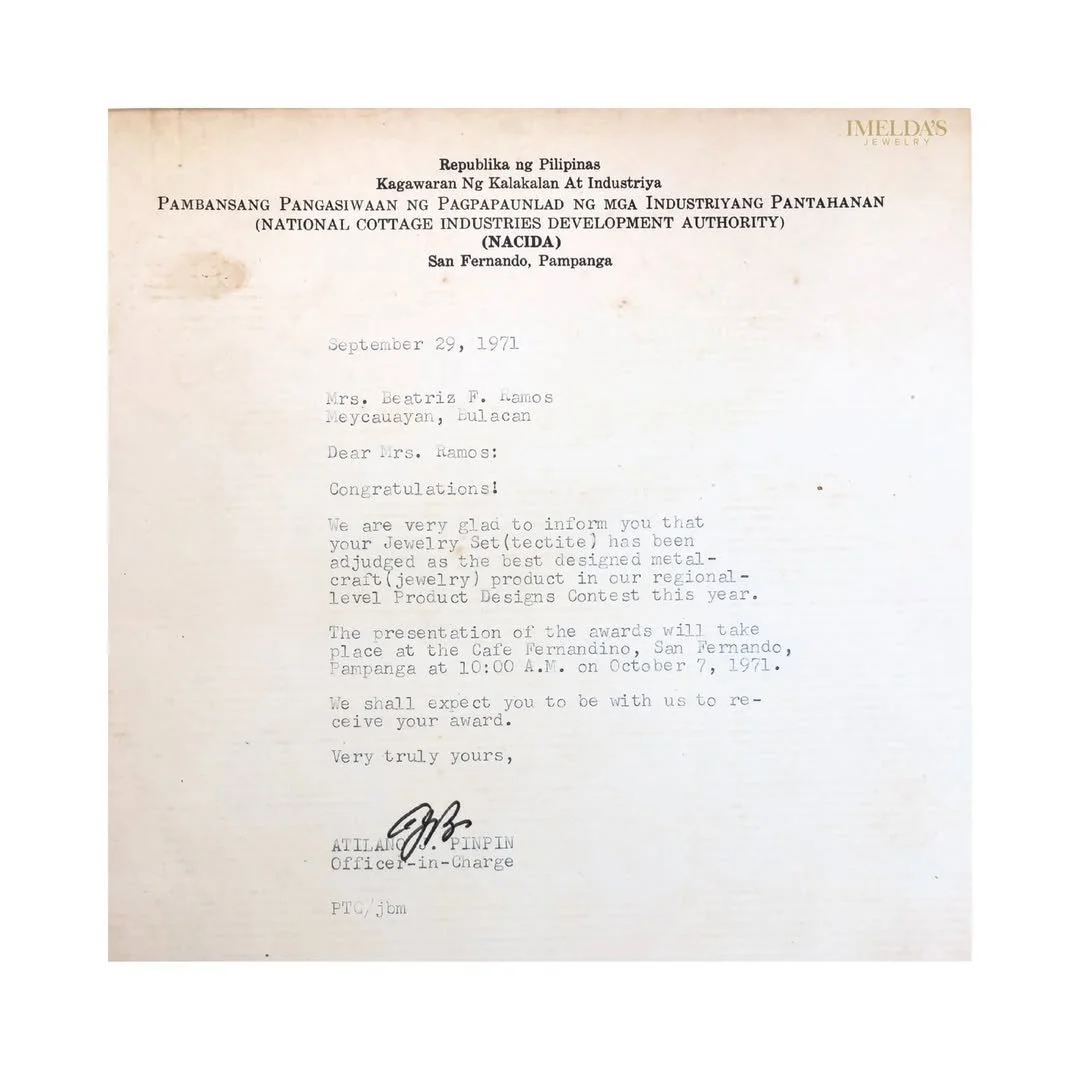 IMELDA'S
JEWELRY
Republika ng Pilipinas
Kagawaran Ng Kalakalan At Industriya
PAMBANSANG PANGASIWAAN NG PAGPAPAUNLAD NG MGA INDUSTRIYANG PANTAHANAN
(NATIONAL COTTAGE INDUSTRIES DEVELOPMENT AUTHORITY)
(NACIDA)
San Fernando, Pampanga
September 29, 1971
Mrs. Beatriz F. Ramos
Meycauayan, Bulacan
Dear Mrs. Ramos:
Congratulations!
We are very glad to inform you that
your Jewelry Set(tectite) has been
adjudged as the best designed metal-
craft(jewelry) product in our regional-
level Product Designs Contest this year.
The presentation of the awards will take
place at the Cafe Fernandino, San Fernando,
Pampanga at 10:00 A.M. on October 7, 1971.
We shall expect you to be with us to re-
ceive your award.
Very truly yours,
ATILANO J. PINPIN
Officer-in-Charge
PTC/jbm